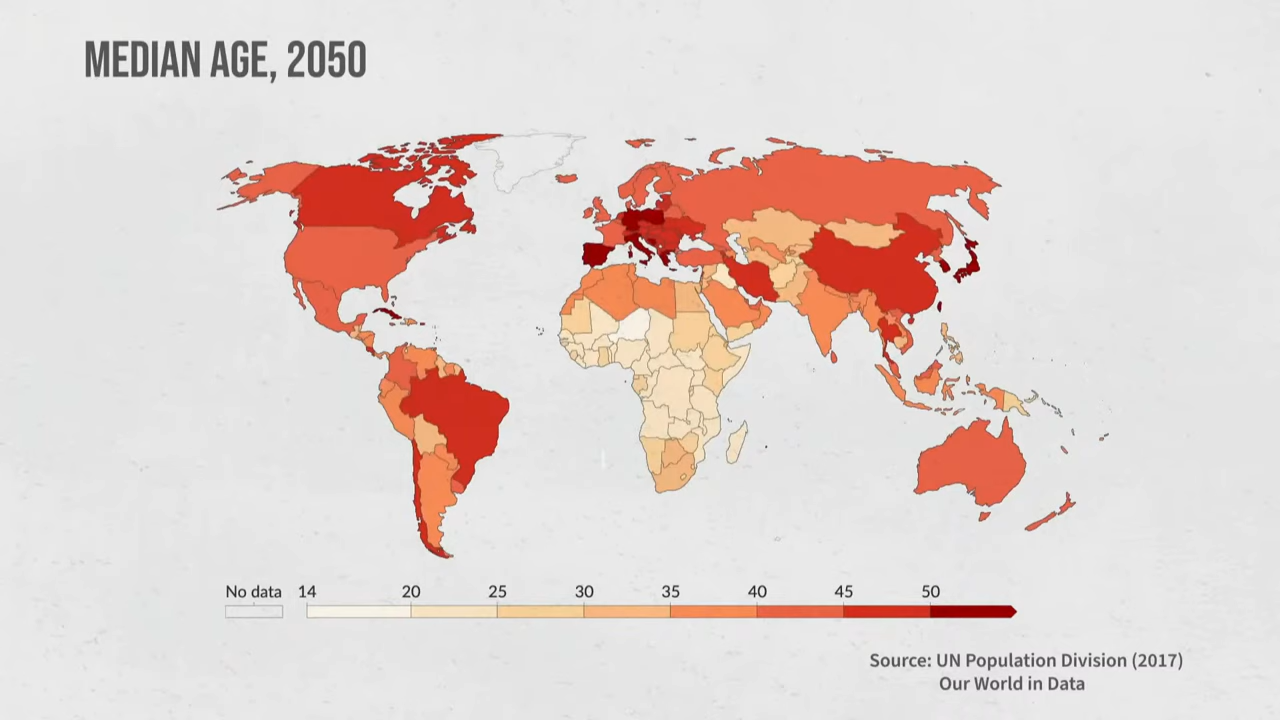 MEDIAN AGE, 2050
No data 14 20 25 30 35 40 45 50
Source: UN Population Division (2017)
Our World in Data